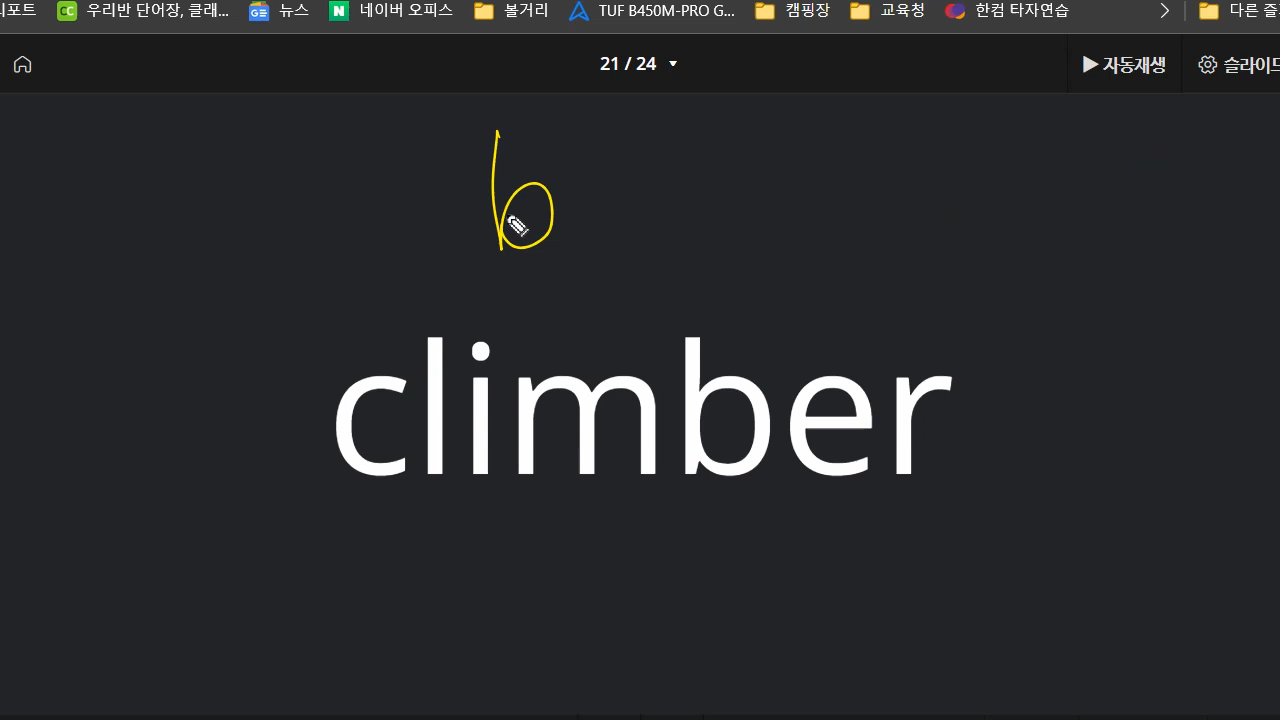 리포트 우리반 단어장, 클래... 뉴스 네이버 오피스 볼거리 TUF B450M-PRO G... 캠핑장 교육청 한컴 타자연습 다른 즐
21 / 24 자동재생 슬라이드
b
climber